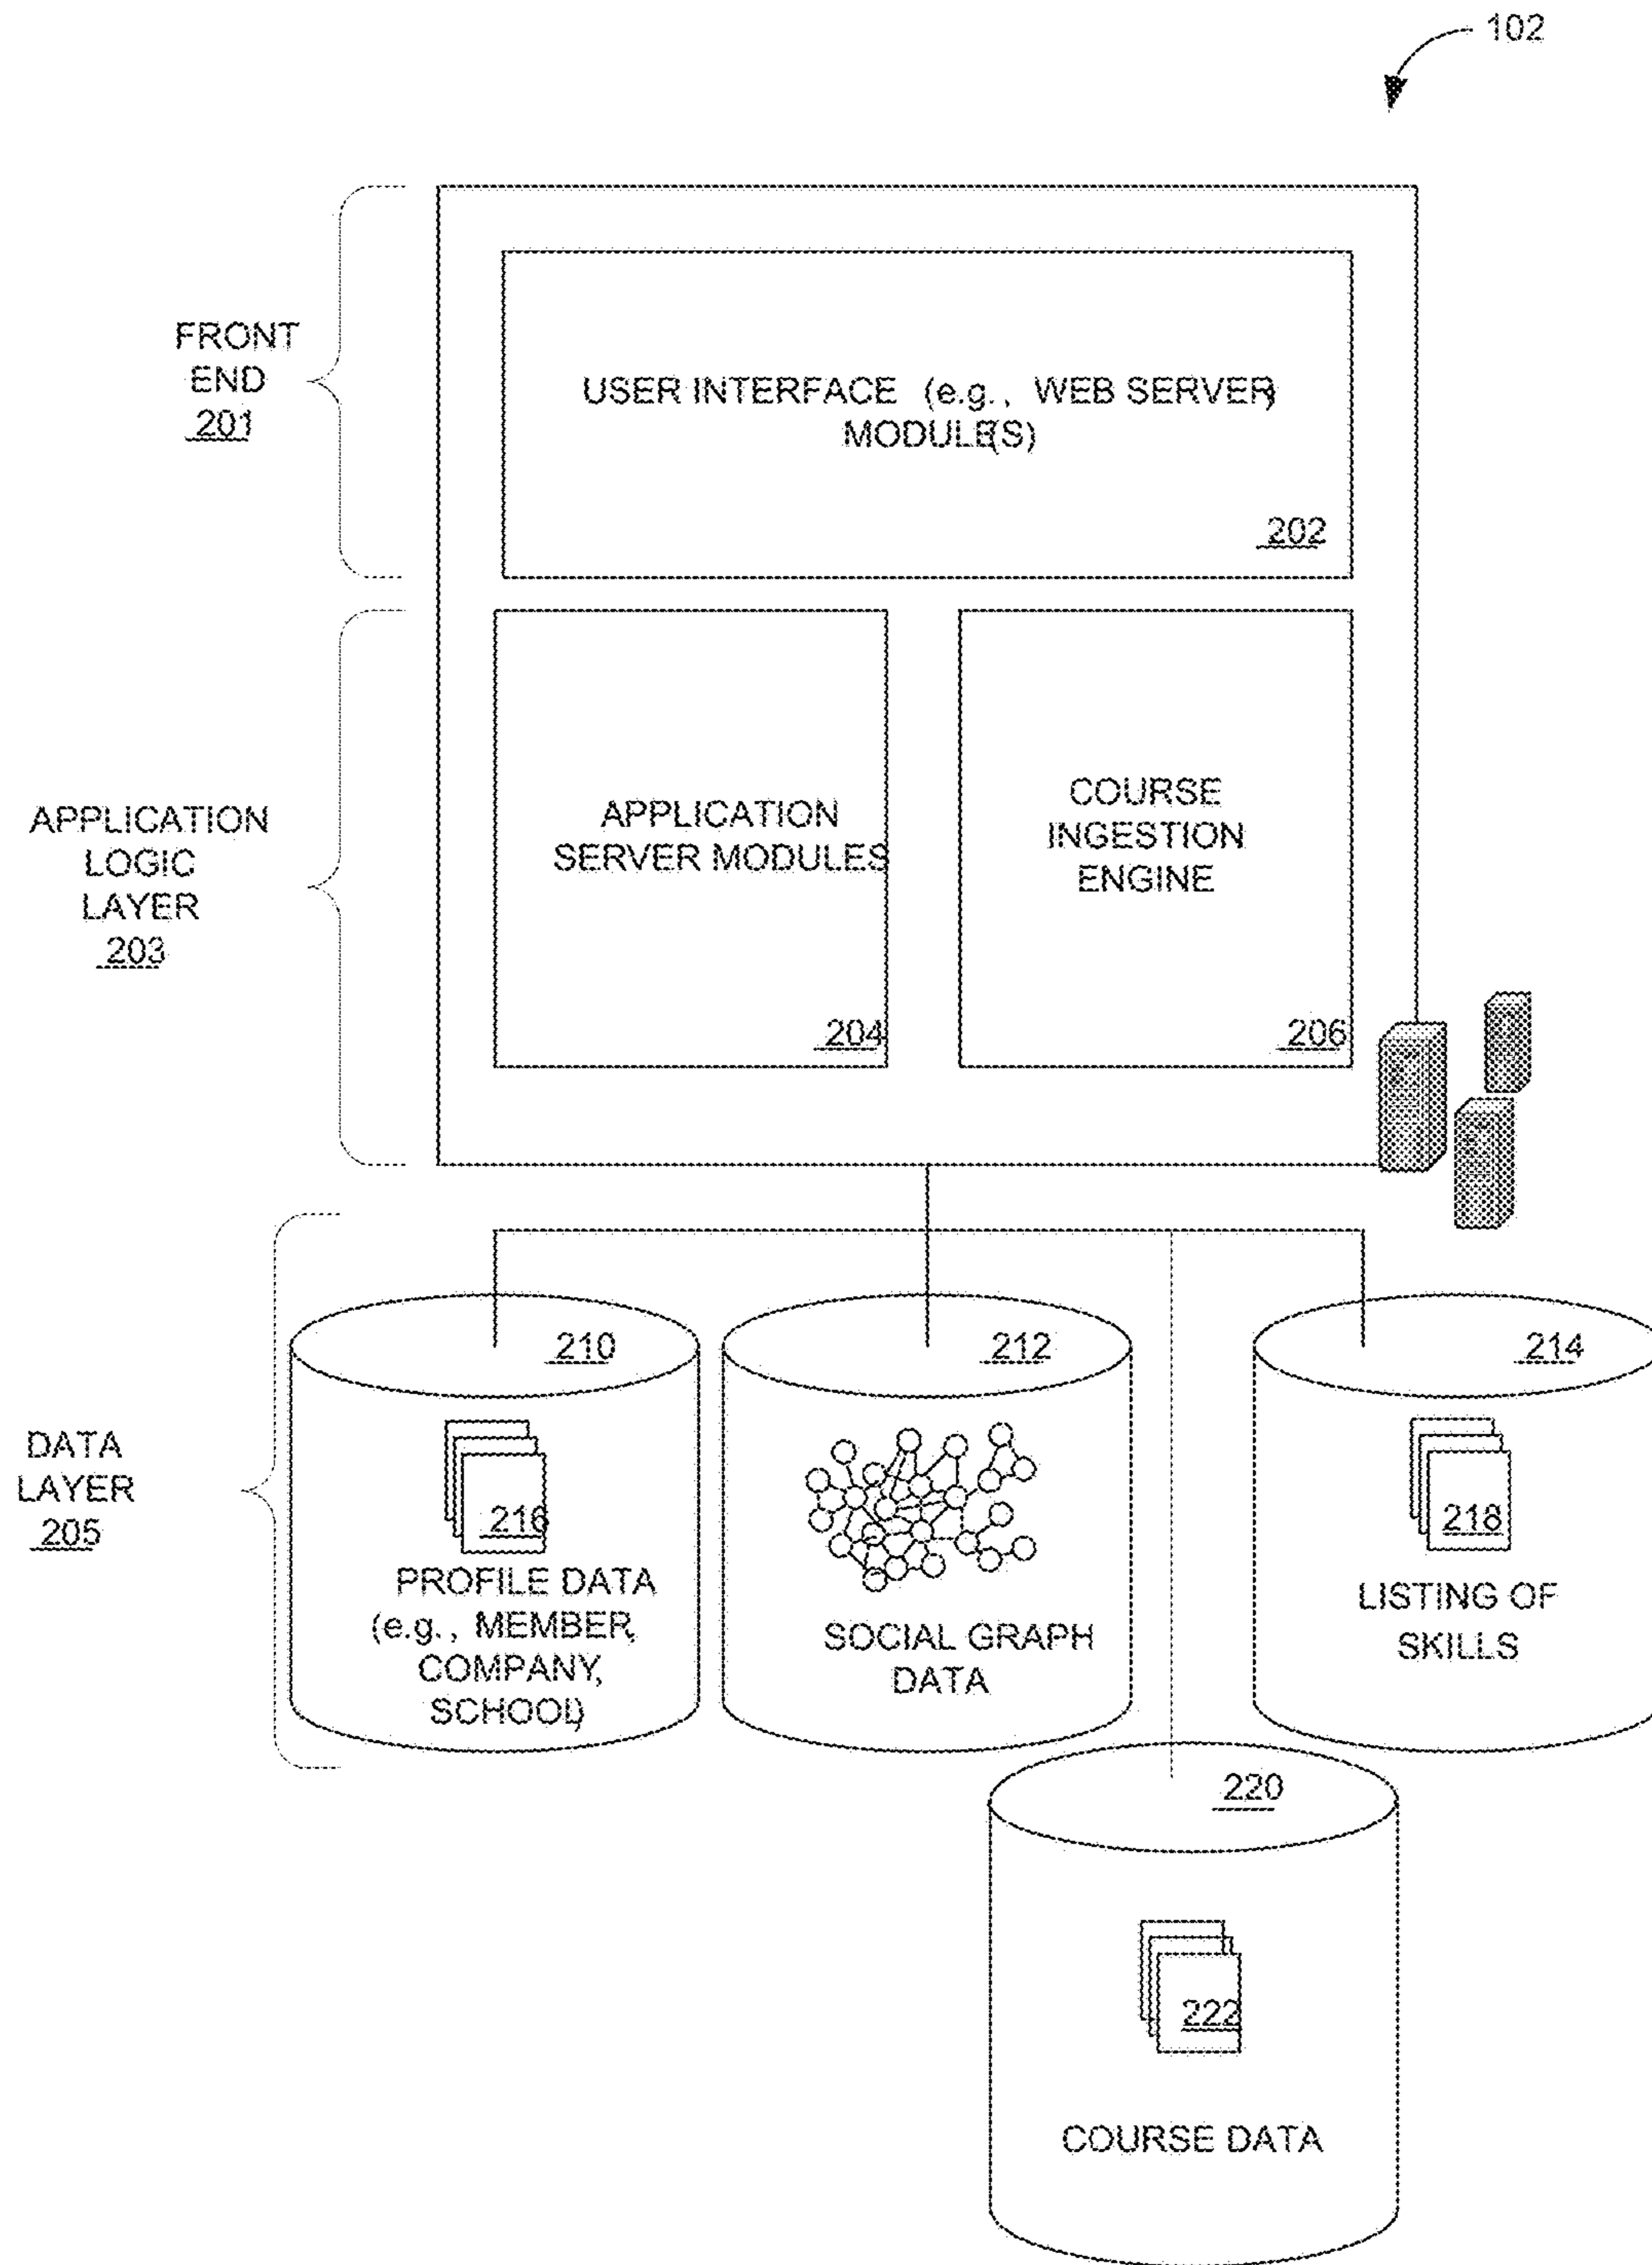 102
FRONT
END
201
USER INTERFACE (e.g., WEB SERVER)
MODULE(S)
202
APPLICATION
LOGIC
LAYER
203
APPLICATION
SERVER MODULES
204
COURSE
INGESTION
ENGINE
206
DATA
LAYER
205
210
216
PROFILE DATA
(e.g., MEMBER,
COMPANY,
SCHOOL)
212
SOCIAL GRAPH
DATA
214
218
LISTING OF
SKILLS
220
222
COURSE DATA